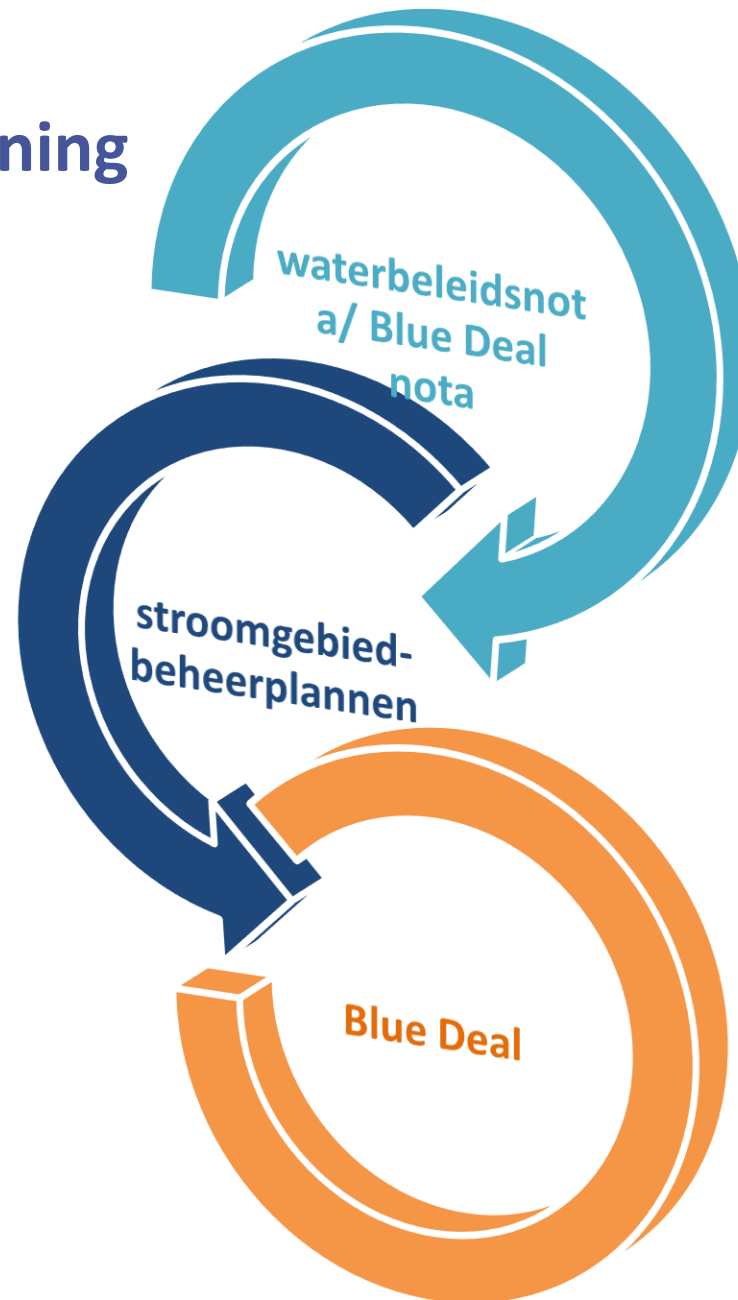 ning
waterbeleidsnot
a/ Blue Deal
nota
stroomgebied-
beheerplannen
Blue Deal